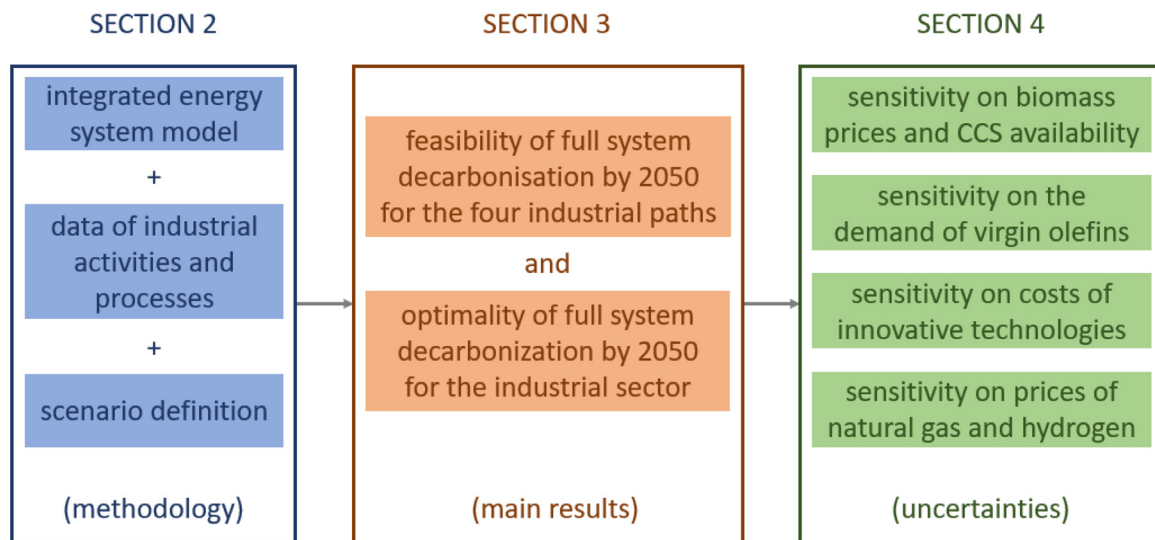 SECTION 2
integrated energy
system model
+
data of industrial
activities and
processes
+
scenario definition
(methodology)
SECTION 3
feasibility of full system
decarbonisation by 2050
for the four industrial paths
and
optimality of full system
decarbonization by 2050
for the industrial sector
(main results)
SECTION 4
sensitivity on biomass
prices and CCS availability
sensitivity on the
demand of virgin olefins
sensitivity on costs of
innovative technologies
sensitivity on prices of
natural gas and hydrogen
(uncertainties)